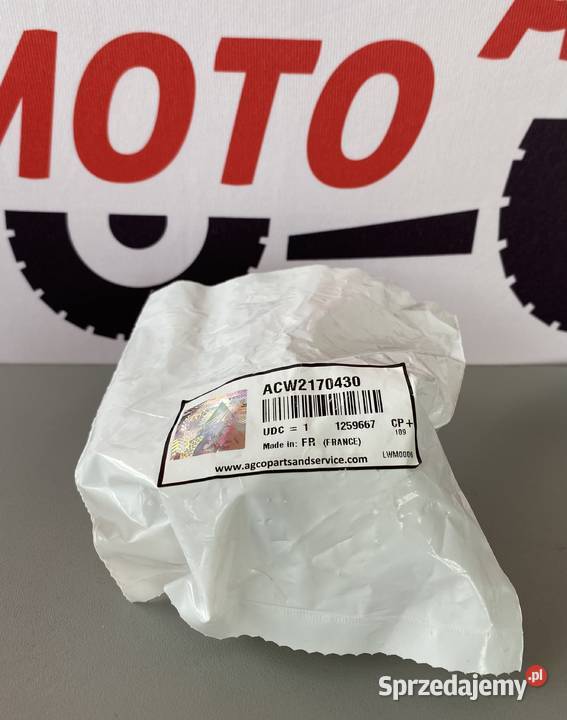 MOTO
A
ACW2170430
UDC = 1 1259667 CP+
109
Made in: FR (FRANCE)
LWM0006
www.agcopartsandservice.com
Sprzedajemy.pl